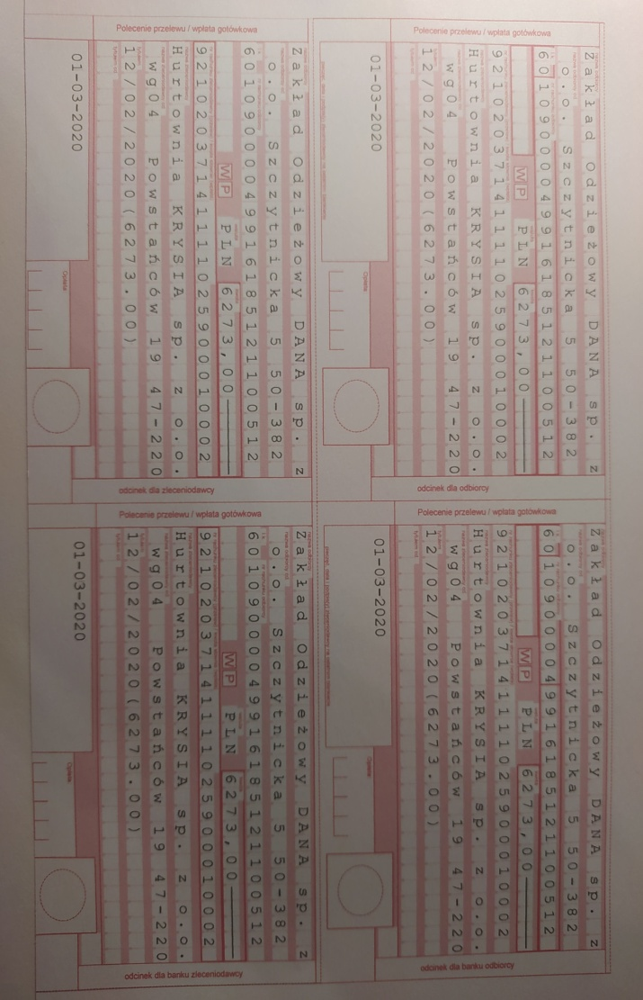 Polecenie przelewu / wpłata gotówkowa
Zakład Odzieżowy DANA sp. z
o.o. Szczytnicka 5 50-382
60109000049916185121100512
WP PLN 6273,00
92102037141111025900010002
Hurtownia KRYSIA sp. z o.o.
wg04 Powstańców 19 47-220
12/02/2020(6273.00)
01-03-2020
Opłata
odcinek dla odbiorcy
Polecenie przelewu / wpłata gotówkowa
Zakład Odzieżowy DANA sp. z
o.o. Szczytnicka 5 50-382
60109000049916185121100512
WP PLN 6273,00
92102037141111025900010002
Hurtownia KRYSIA sp. z o.o.
wg04 Powstańców 19 47-220
12/02/2020(6273.00)
01-03-2020
Opłata
odcinek dla banku odbiorcy
Polecenie przelewu / wpłata gotówkowa
Zakład Odzieżowy DANA sp. z
o.o. Szczytnicka 5 50-382
60109000049916185121100512
WP PLN 6273,00
92102037141111025900010002
Hurtownia KRYSIA sp. z o.o.
wg04 Powstańców 19 47-220
12/02/2020(6273.00)
01-03-2020
Opłata
odcinek dla zleceniodawcy
Polecenie przelewu / wpłata gotówkowa
Zakład Odzieżowy DANA sp. z
o.o. Szczytnicka 5 50-382
60109000049916185121100512
WP PLN 6273,00
92102037141111025900010002
Hurtownia KRYSIA sp. z o.o.
wg04 Powstańców 19 47-220
12/02/2020(6273.00)
01-03-2020
Opłata
odcinek dla banku zleceniodawcy